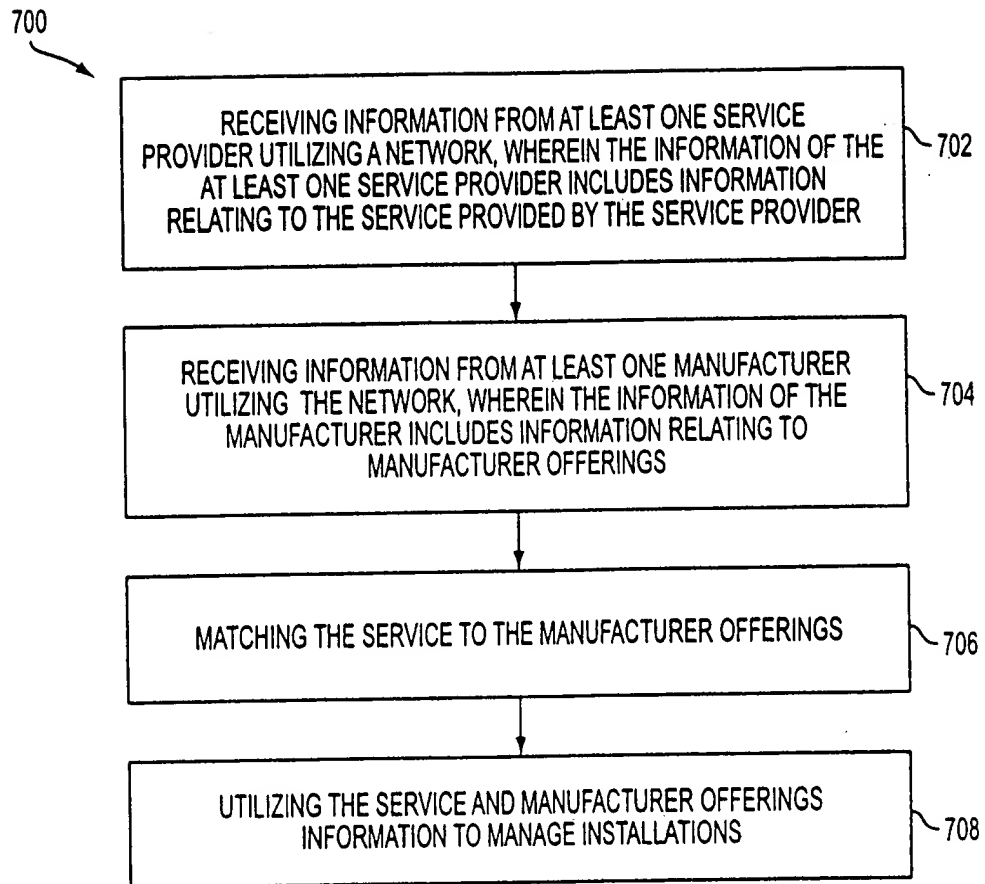 700
RECEIVING INFORMATION FROM AT LEAST ONE SERVICE
PROVIDER UTILIZING A NETWORK, WHEREIN THE INFORMATION OF THE
AT LEAST ONE SERVICE PROVIDER INCLUDES INFORMATION
RELATING TO THE SERVICE PROVIDED BY THE SERVICE PROVIDER
702
RECEIVING INFORMATION FROM AT LEAST ONE MANUFACTURER
UTILIZING THE NETWORK, WHEREIN THE INFORMATION OF THE
MANUFACTURER INCLUDES INFORMATION RELATING TO
MANUFACTURER OFFERINGS
704
MATCHING THE SERVICE TO THE MANUFACTURER OFFERINGS
706
UTILIZING THE SERVICE AND MANUFACTURER OFFERINGS
INFORMATION TO MANAGE INSTALLATIONS
708